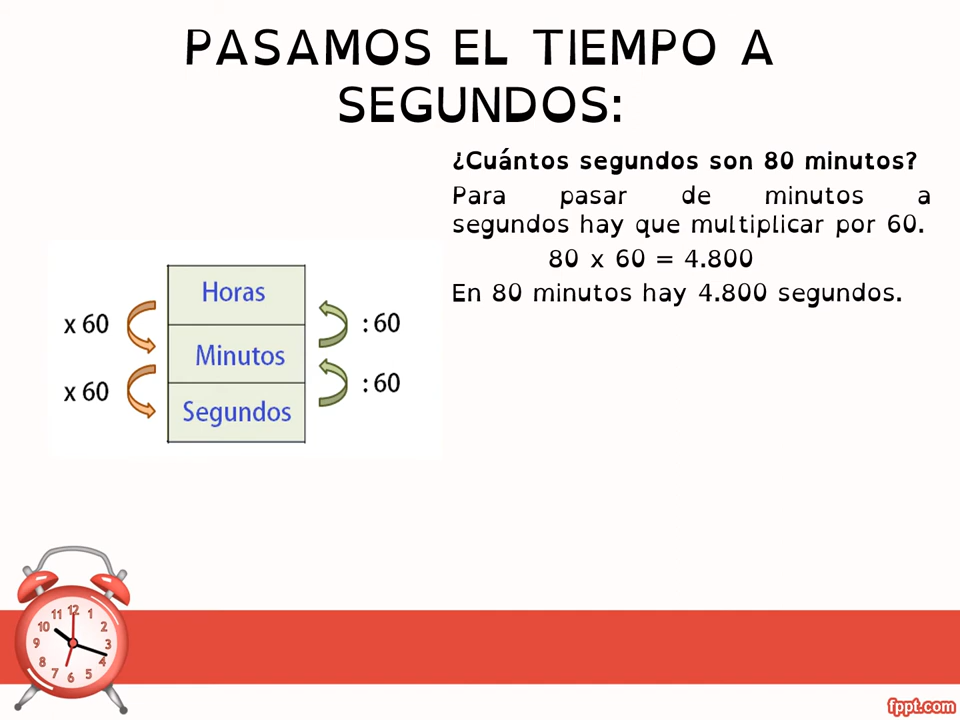 PASAMOS EL TIEMPO A
SEGUNDOS:
¿Cuántos segundos son 80 minutos?
Para pasar de minutos a
segundos hay que multiplicar por 60.
80 x 60 = 4.800
En 80 minutos hay 4.800 segundos.
Horas
x 60
: 60
Minutos
x 60
: 60
Segundos
12
11
1
10
2
9
3
8
4
7
5
6
fppt.com